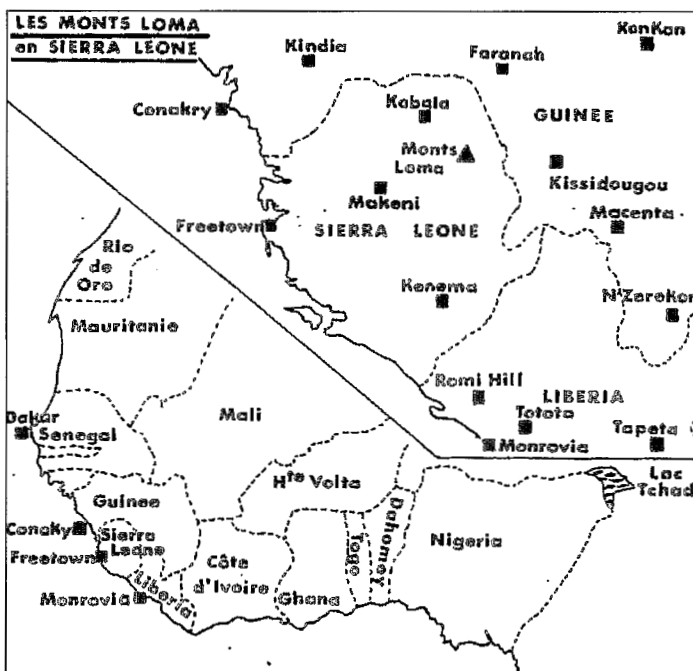 LES MONTS LOMA
en SIERRA LEONE
Kindia
Faranah
KanKan
Conakry
Kabala
GUINEE
Monts
Loma
Kissidougou
Makeni
Macenta
Freetown
SIERRA LEONE
Kenema
N'Zerekor
Romi Hill
LIBERIA
Totota
Monrovia
Tapeta
Rio
de
Oro
Mauritanie
Mali
Dakar
Senegal
Hte Volta
Lac
Tchad
Guinee
ConaKy
Sierra
Leone
Freetown
Côte
d'Ivoire
Togo
Dahomey
Nigeria
Monrovia
Liberia
Ghana